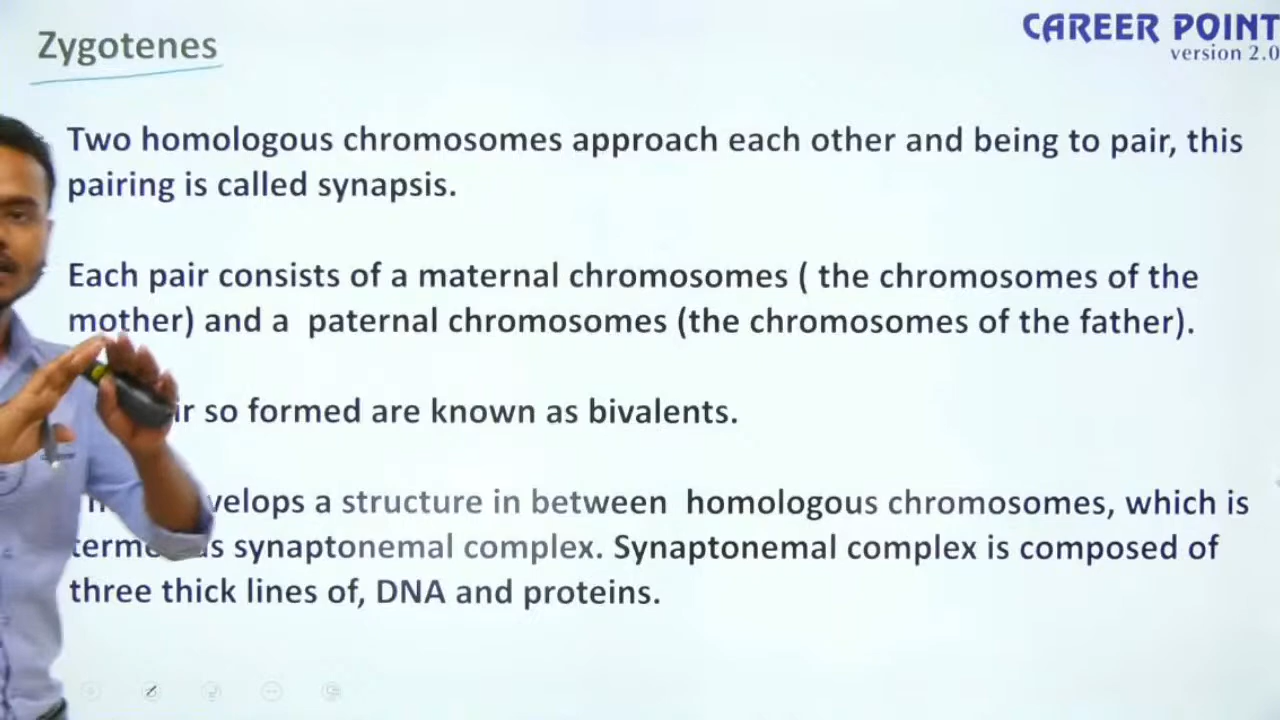 Zygotenes
CAREER POINT
version 2.0
Two homologous chromosomes approach each other and being to pair, this
pairing is called synapsis.
Each pair consists of a maternal chromosomes ( the chromosomes of the
mother) and a paternal chromosomes (the chromosomes of the father).
so formed are known as bivalents.
a structure in between homologous chromosomes, which is
synaptonemal complex. Synaptonemal complex is composed of
three thick lines of, DNA and proteins.